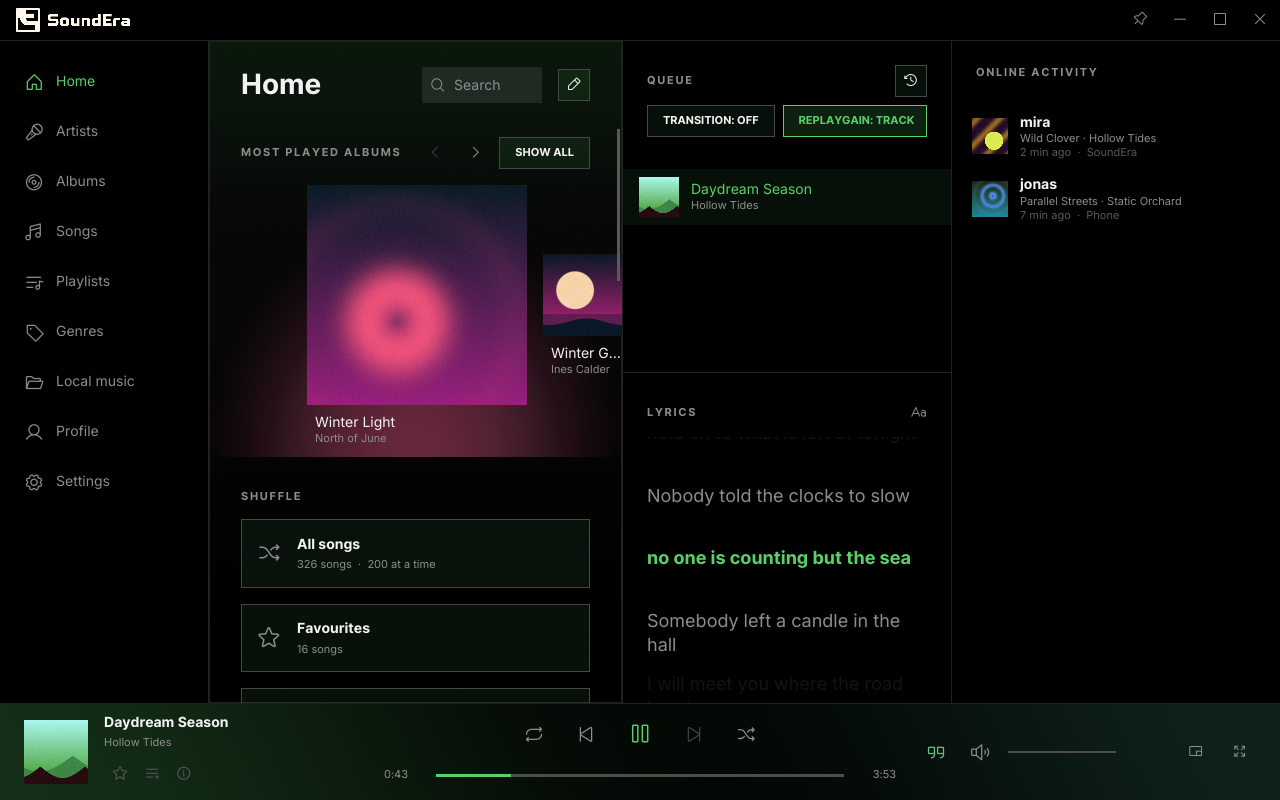 SoundEra
Home
Artists
Albums
Songs
Playlists
Genres
Local music
Profile
Settings
Home
Search
MOST PLAYED ALBUMS
SHOW ALL
Winter Light
North of June
Winter G...
Ines Calder
SHUFFLE
All songs
326 songs · 200 at a time
Favourites
16 songs
QUEUE
TRANSITION: OFF
REPLAYGAIN: TRACK
Daydream Season
Hollow Tides
LYRICS
Aa
Nobody told the clocks to slow
no one is counting but the sea
Somebody left a candle in the
hall
I will meet you where the road
ONLINE ACTIVITY
mira
Wild Clover · Hollow Tides
2 min ago · SoundEra
jonas
Parallel Streets · Static Orchard
7 min ago · Phone
Daydream Season
Hollow Tides
0:43
3:53